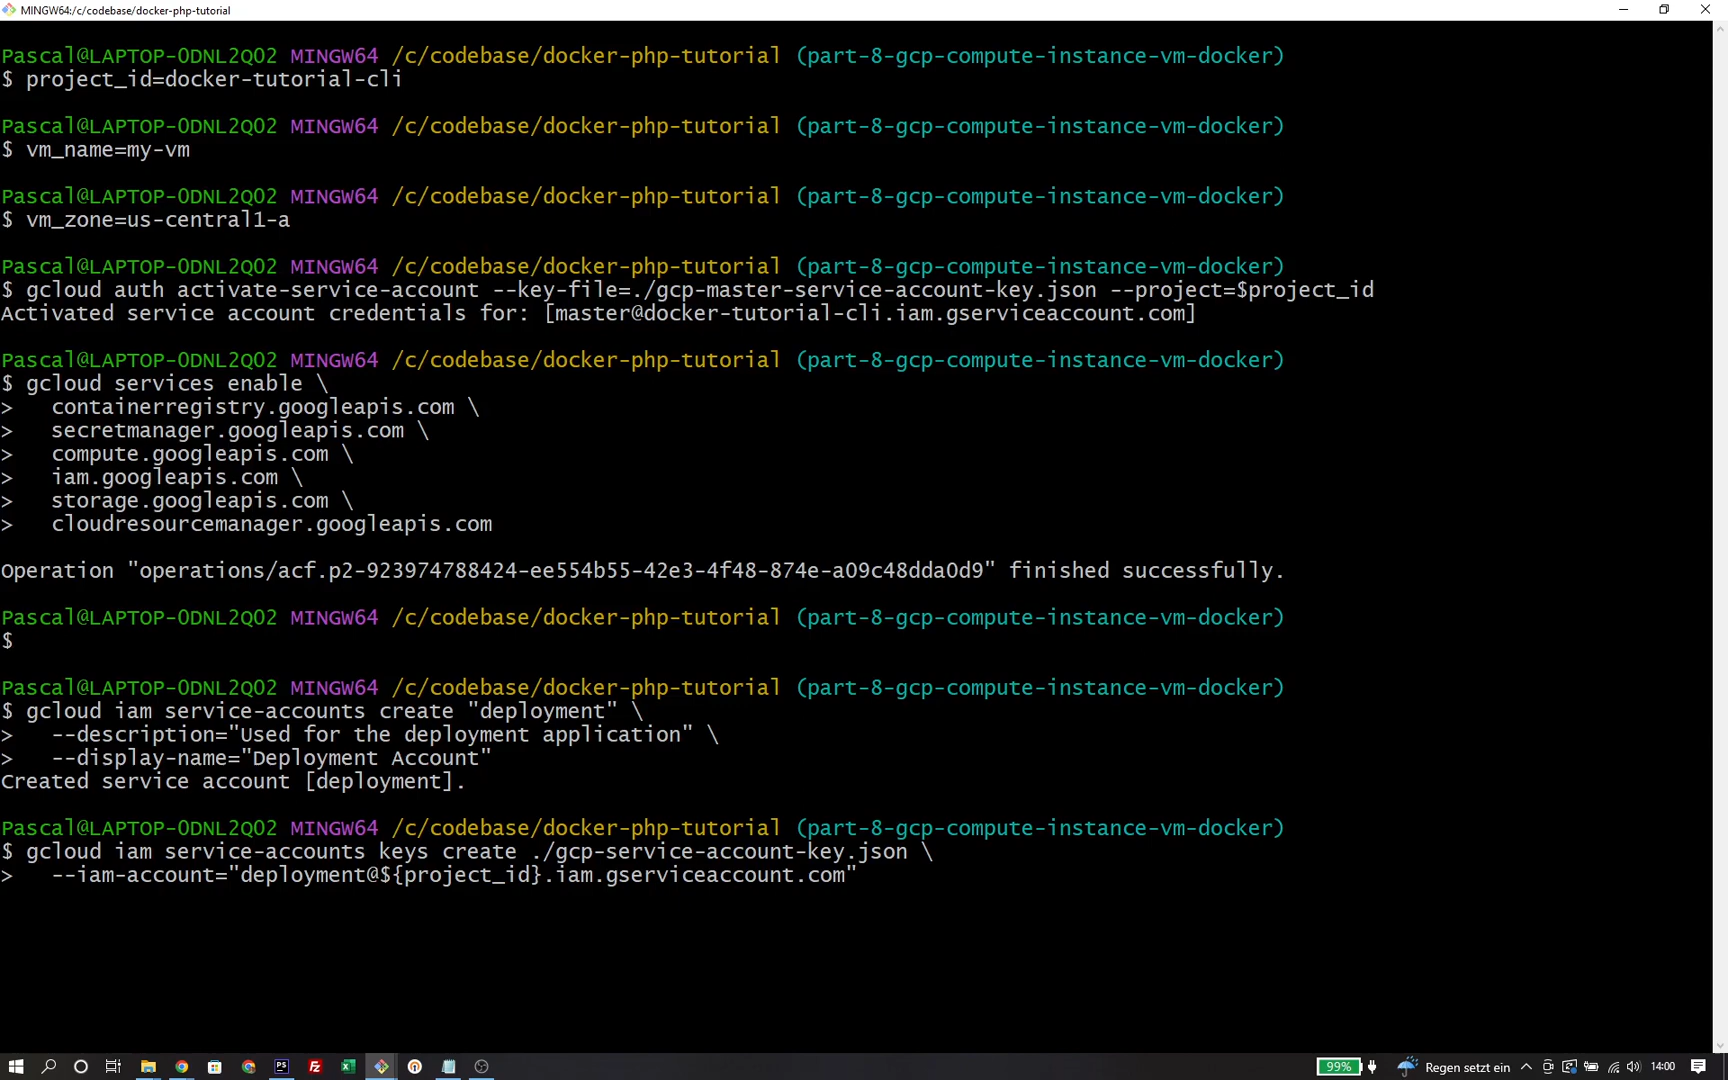 MINGW64:/c/codebase/docker-php-tutorial
Pascal@LAPTOP-0DNL2Q02 MINGW64 /c/codebase/docker-php-tutorial (part-8-gcp-compute-instance-vm-docker)
$ project_id=docker-tutorial-cli
Pascal@LAPTOP-0DNL2Q02 MINGW64 /c/codebase/docker-php-tutorial (part-8-gcp-compute-instance-vm-docker)
$ vm_name=my-vm
Pascal@LAPTOP-0DNL2Q02 MINGW64 /c/codebase/docker-php-tutorial (part-8-gcp-compute-instance-vm-docker)
$ vm_zone=us-central1-a
Pascal@LAPTOP-0DNL2Q02 MINGW64 /c/codebase/docker-php-tutorial (part-8-gcp-compute-instance-vm-docker)
$ gcloud auth activate-service-account --key-file=./gcp-master-service-account-key.json --project=$project_id
Activated service account credentials for: [master@docker-tutorial-cli.iam.gserviceaccount.com]
Pascal@LAPTOP-0DNL2Q02 MINGW64 /c/codebase/docker-php-tutorial (part-8-gcp-compute-instance-vm-docker)
$ gcloud services enable \
>   containerregistry.googleapis.com \
>   secretmanager.googleapis.com \
>   compute.googleapis.com \
>   iam.googleapis.com \
>   storage.googleapis.com \
>   cloudresourcemanager.googleapis.com
Operation "operations/acf.p2-923974788424-ee554b55-42e3-4f48-874e-a09c48dda0d9" finished successfully.
Pascal@LAPTOP-0DNL2Q02 MINGW64 /c/codebase/docker-php-tutorial (part-8-gcp-compute-instance-vm-docker)
$
Pascal@LAPTOP-0DNL2Q02 MINGW64 /c/codebase/docker-php-tutorial (part-8-gcp-compute-instance-vm-docker)
$ gcloud iam service-accounts create "deployment" \
>   --description="Used for the deployment application" \
>   --display-name="Deployment Account"
Created service account [deployment].
Pascal@LAPTOP-0DNL2Q02 MINGW64 /c/codebase/docker-php-tutorial (part-8-gcp-compute-instance-vm-docker)
$ gcloud iam service-accounts keys create ./gcp-service-account-key.json \
>   --iam-account="deployment@${project_id}.iam.gserviceaccount.com"
99% Regen setzt ein 14:00